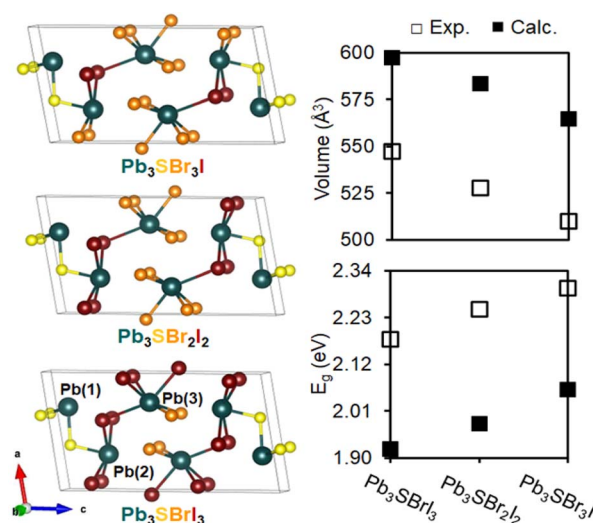 Pb₃SBr₃I
Pb₃SBr₂I₂
Pb(1)
Pb(3)
Pb(2)
Pb₃SBrI₃
a
b
c
□ Exp. ■ Calc.
Volume (Å³)
600
575
550
525
500
E_g (eV)
2.34
2.23
2.12
2.01
1.90
Pb₃SBrI₃
Pb₃SBr₂I₂
Pb₃SBr₃I